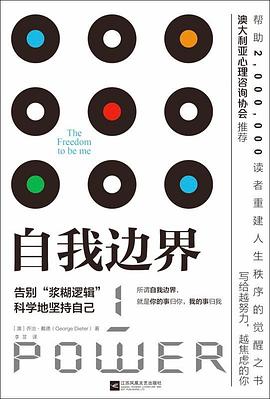 帮助2,000,000读者重建人生秩序的觉醒之书
澳大利亚心理咨询协会 推荐
写给越努力,越焦虑的你
The
Freedom
to be me
自我边界
告别“浆糊逻辑”
科学地坚持自己
所谓自我边界,
就是你的事归你,我的事归我
[澳]乔治·戴德(George Dieter) 著
李菲 译
1
POWER
江苏凤凰文艺出版社